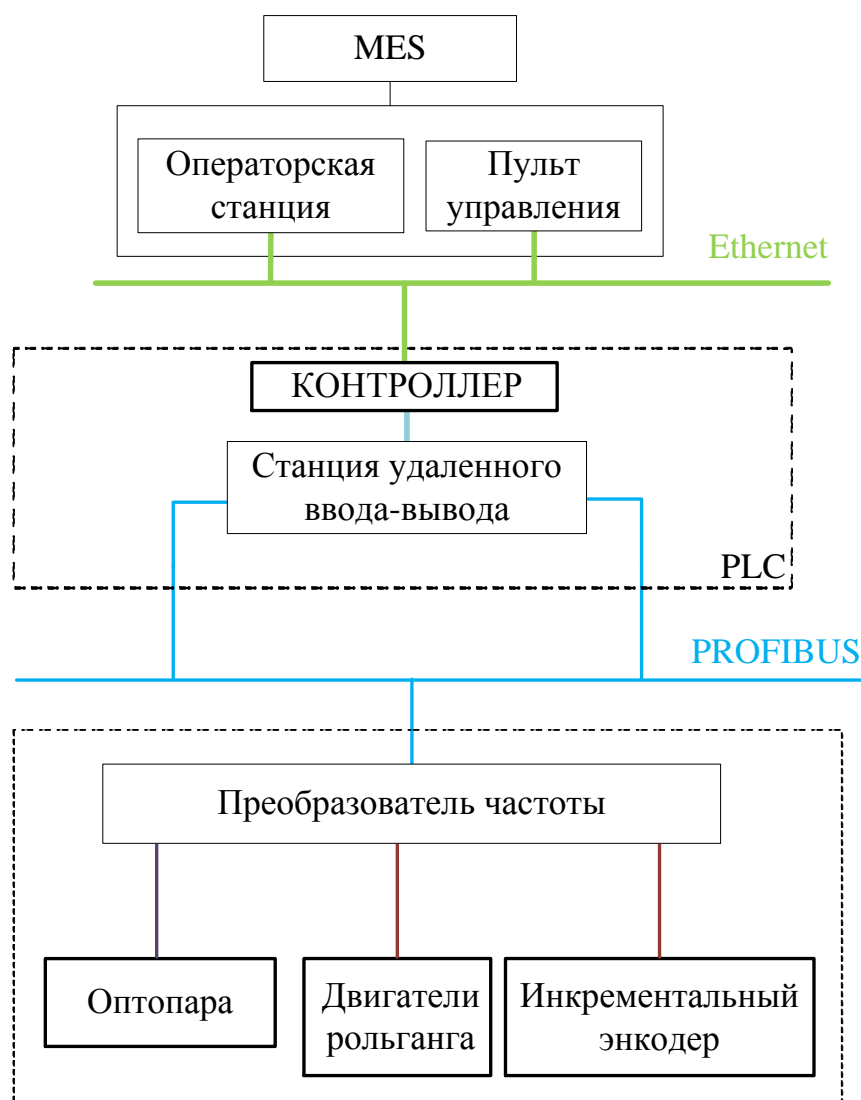 MES
Операторская
станция
Пульт
управления
Ethernet
КОНТРОЛЛЕР
Станция удаленного
ввода-вывода
PLC
PROFIBUS
Преобразователь частоты
Оптопара
Двигатели
рольганга
Инкрементальный
энкодер